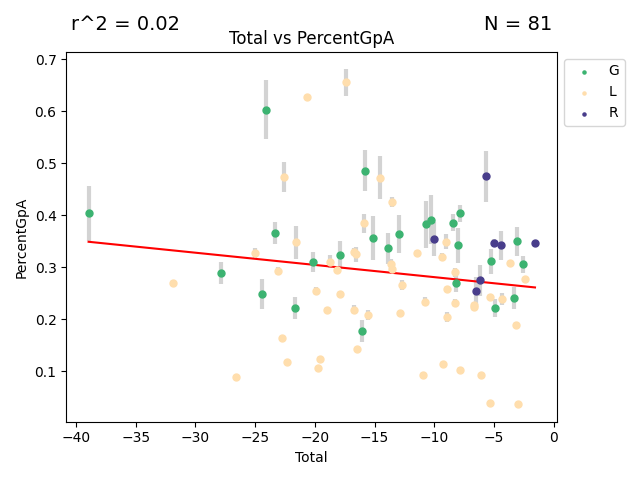 r^2 = 0.02 N = 81
Total vs PercentGpA
G
L
R
0.7
0.6
0.5
0.4
0.3
0.2
0.1
PercentGpA
−40 −35 −30 −25 −20 −15 −10 −5 0
Total